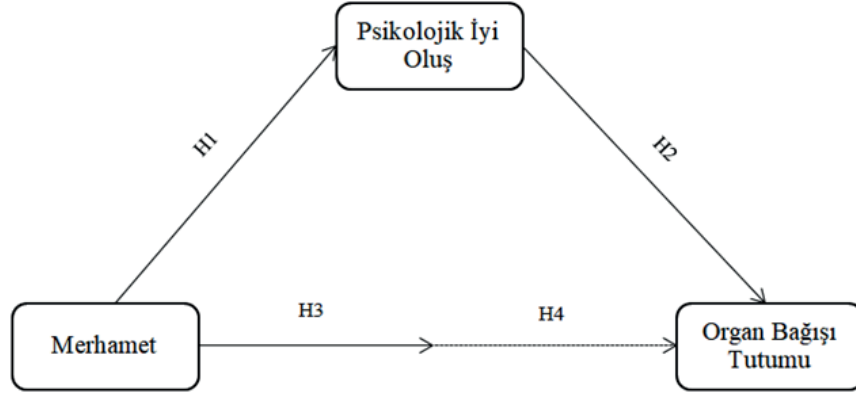 Psikolojik İyi
Oluş
H1
H2
H3
H4
Merhamet
Organ Bağışı
Tutumu